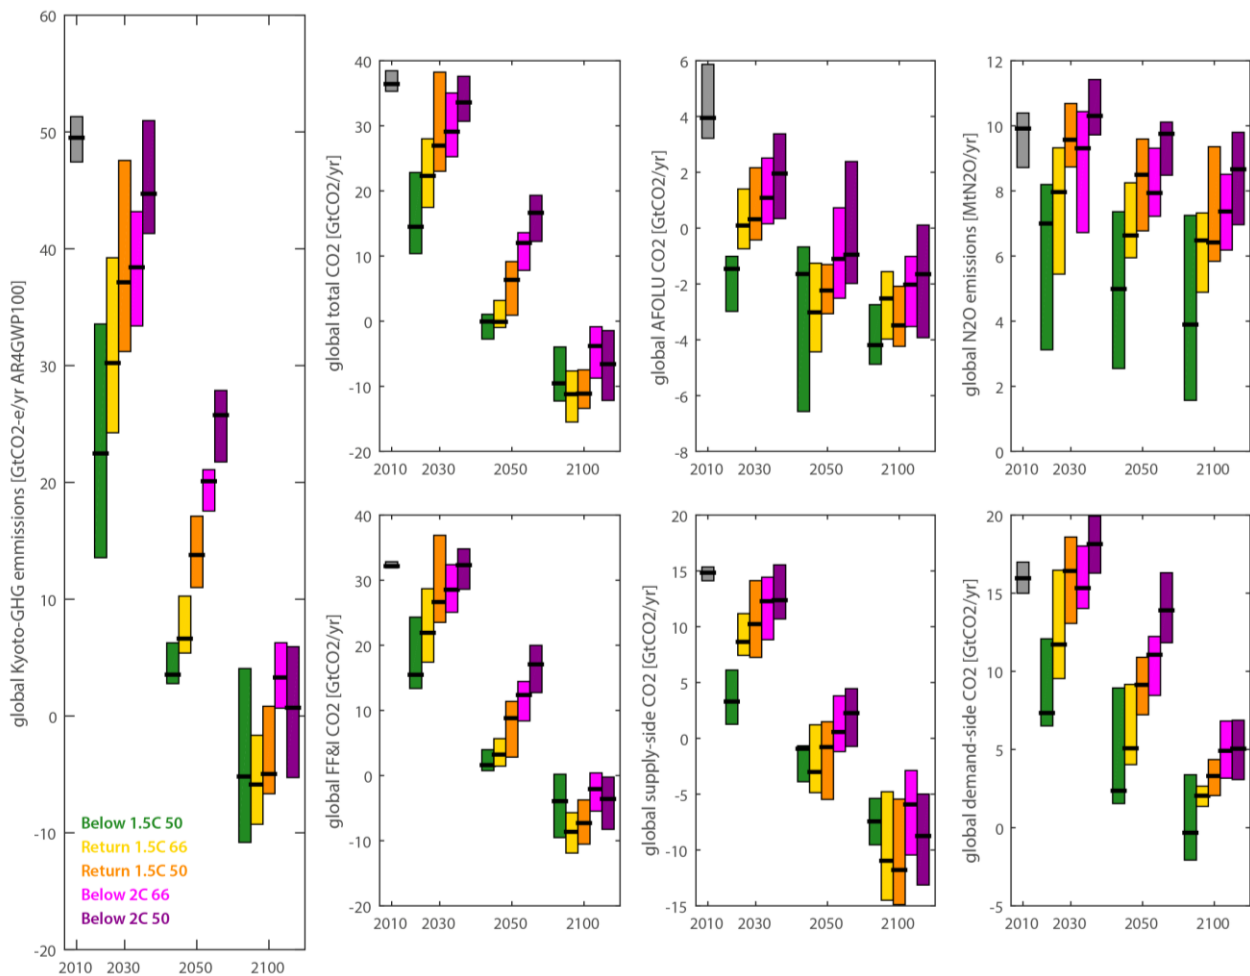 global Kyoto-GHG emmissions [GtCO2-e/yr AR4GWP100]
60
50
40
30
20
10
0
-10
-20
2010 2030 2050 2100
Below 1.5C 50
Return 1.5C 66
Return 1.5C 50
Below 2C 66
Below 2C 50
global total CO2 [GtCO2/yr]
40
30
20
10
0
-10
-20
2010 2030 2050 2100
global AFOLU CO2 [GtCO2/yr]
6
4
2
0
-2
-4
-6
-8
2010 2030 2050 2100
global N2O emissions [MtN2O/yr]
12
10
8
6
4
2
0
2010 2030 2050 2100
global FF&I CO2 [GtCO2/yr]
40
30
20
10
0
-10
-20
2010 2030 2050 2100
global supply-side CO2 [GtCO2/yr]
20
15
10
5
0
-5
-10
-15
2010 2030 2050 2100
global demand-side CO2 [GtCO2/yr]
20
15
10
5
0
-5
2010 2030 2050 2100